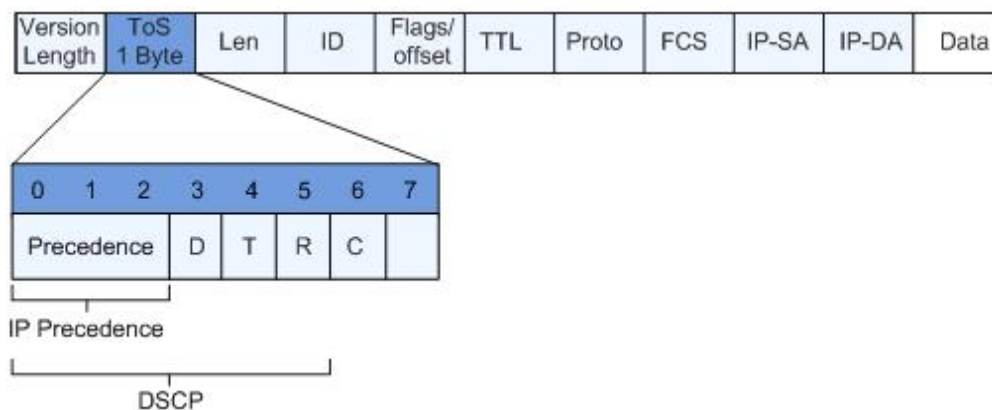 Version Length ToS 1 Byte Len ID Flags/ offset TTL Proto FCS IP-SA IP-DA Data
0 1 2 3 4 5 6 7
Precedence D T R C
IP Precedence
DSCP